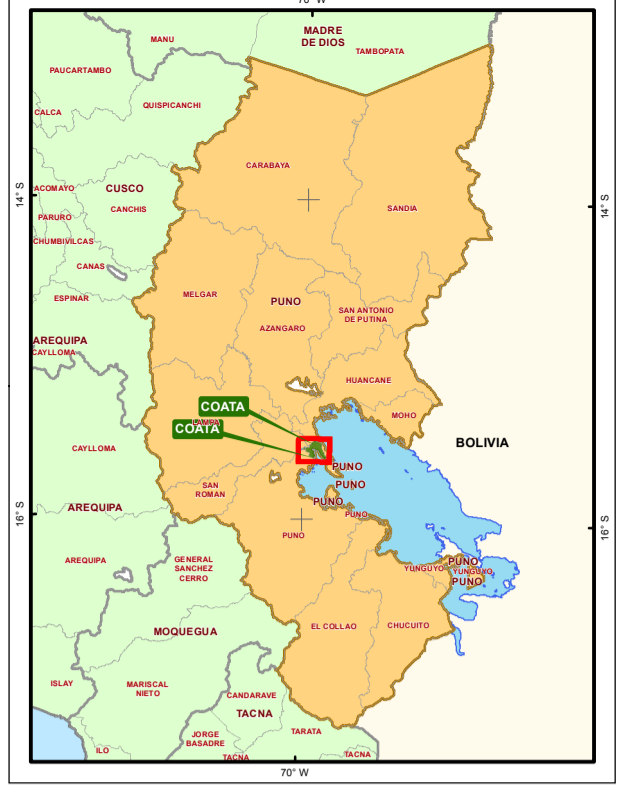 70° W
MANU
MADRE
DE DIOS
TAMBOPATA
PAUCARTAMBO
QUISPICANCHI
CALCA
CARABAYA
14° S
14° S
ACOMAYO
CUSCO
CANCHIS
SANDIA
PARURO
CHUMBIVILCAS
CANAS
ESPINAR
MELGAR
PUNO
SAN ANTONIO
DE PUTINA
AZANGARO
AREQUIPA
CAYLLOMA
HUANCANE
COATA
MOHO
LAMPA
COATA
BOLIVIA
CAYLLOMA
PUNO
SAN
ROMAN
PUNO
PUNO
AREQUIPA
PUNO
16° S
16° S
PUNO
AREQUIPA
GENERAL
SANCHEZ
CERRO
PUNO
YUNGUYO
YUNGUYO
PUNO
MOQUEGUA
EL COLLAO
CHUCUITO
ISLAY
MARISCAL
NIETO
CANDARAVE
TACNA
JORGE
BASADRE
TARATA
ILO
TACNA
TACNA
70° W